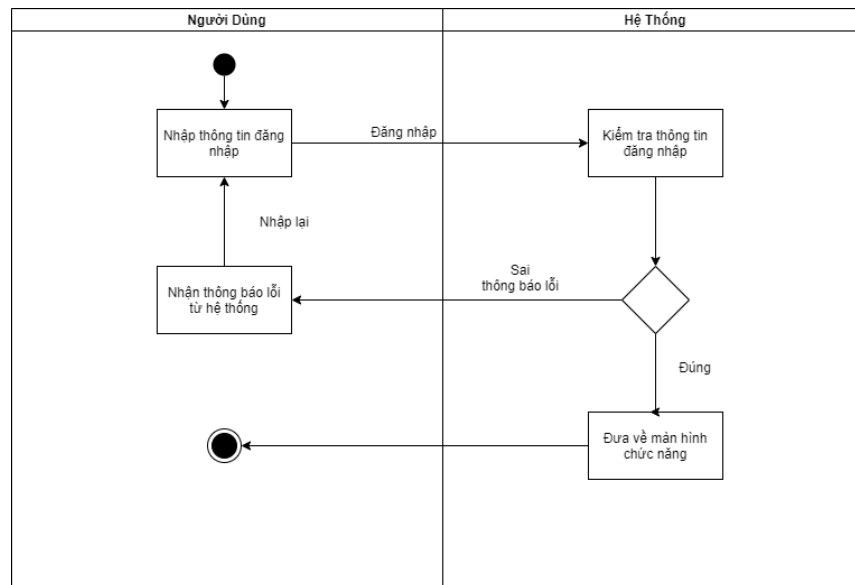 Người Dùng
Hệ Thống
Nhập thông tin đăng
nhập
Đăng nhập
Kiểm tra thông tin
đăng nhập
Nhập lại
Sai
thông báo lỗi
Nhận thông báo lỗi
từ hệ thống
Đúng
Đưa về màn hình
chức năng